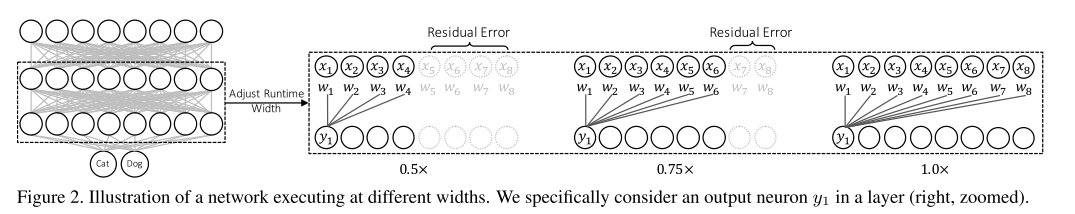 Residual Error Residual Error
x₁ x₂ x₃ x₄ x₅ x₆ x₇ x₈ x₁ x₂ x₃ x₄ x₅ x₆ x₇ x₈ x₁ x₂ x₃ x₄ x₅ x₆ x₇ x₈
w₁ w₂ w₃ w₄ w₅ w₆ w₇ w₈ w₁ w₂ w₃ w₄ w₅ w₆ w₇ w₈ w₁ w₂ w₃ w₄ w₅ w₆ w₇ w₈
Adjust Runtime
Width
y₁ y₁ y₁
Cat Dog
0.5× 0.75× 1.0×
Figure 2. Illustration of a network executing at different widths. We specifically consider an output neuron y₁ in a layer (right, zoomed).